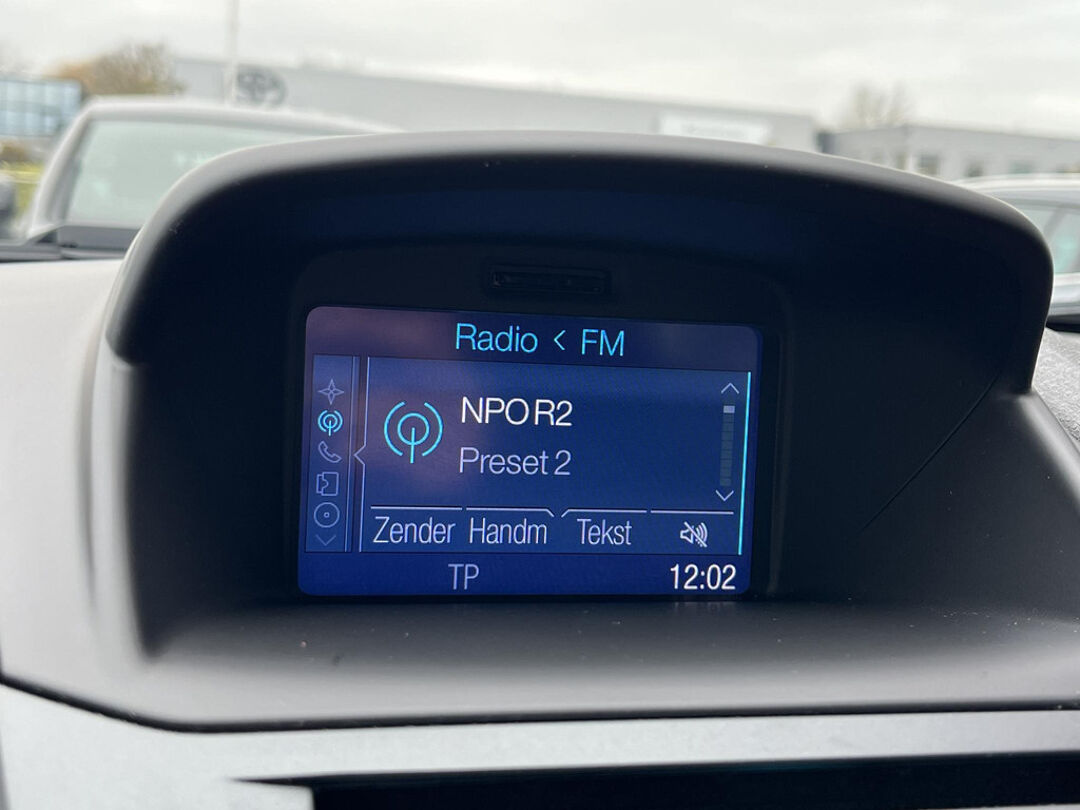 Radio < FM
NPO R2
Preset 2
Zender Handm Tekst
TP 12:02